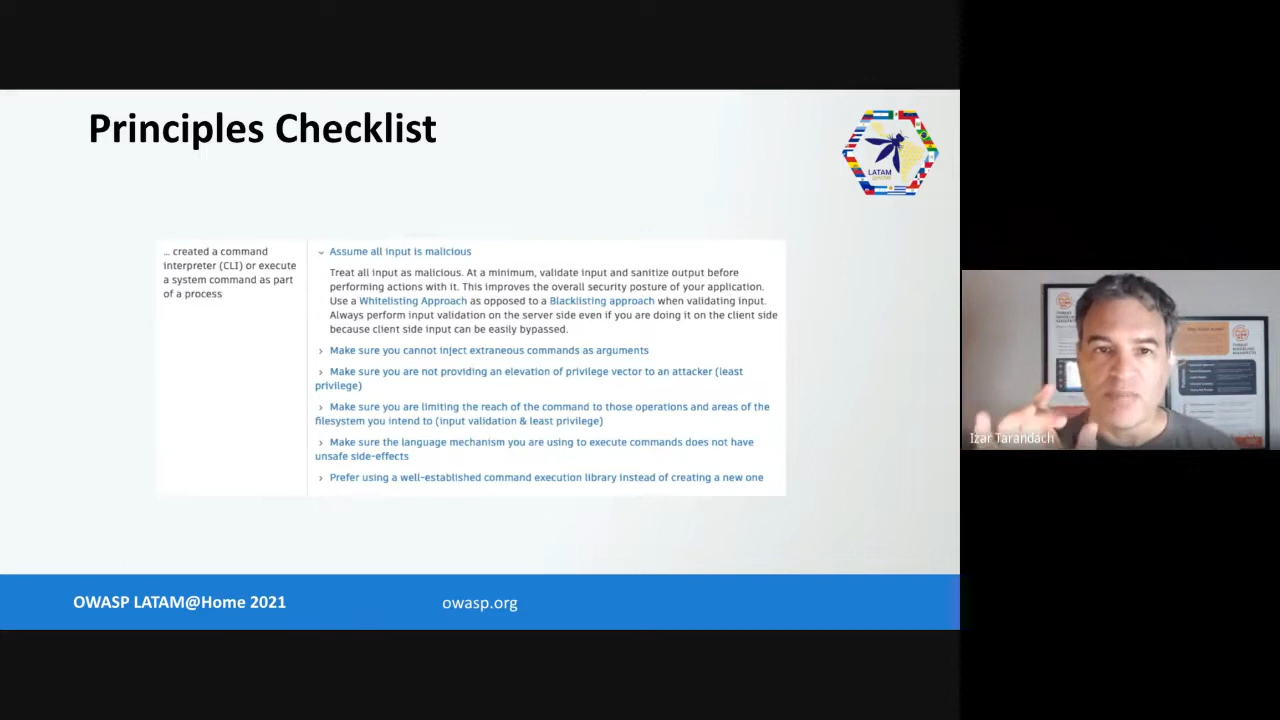 Principles Checklist
LATAM
... created a command
interpreter (CLI) or execute
a system command as part
of a process
Assume all input is malicious
Treat all input as malicious. At a minimum, validate input and sanitize output before
performing actions with it. This improves the overall security posture of your application.
Use a Whitelisting Approach as opposed to a Blacklisting approach when validating input.
Always perform input validation on the server side even if you are doing it on the client side
because client side input can be easily bypassed.
Make sure you cannot inject extraneous commands as arguments
Make sure you are not providing an elevation of privilege vector to an attacker (least
privilege)
Make sure you are limiting the reach of the command to those operations and areas of the
filesystem you intend to (input validation & least privilege)
Make sure the language mechanism you are using to execute commands does not have
unsafe side-effects
Prefer using a well-established command execution library instead of creating a new one
OWASP LATAM@Home 2021
owasp.org
Izar Tarandach